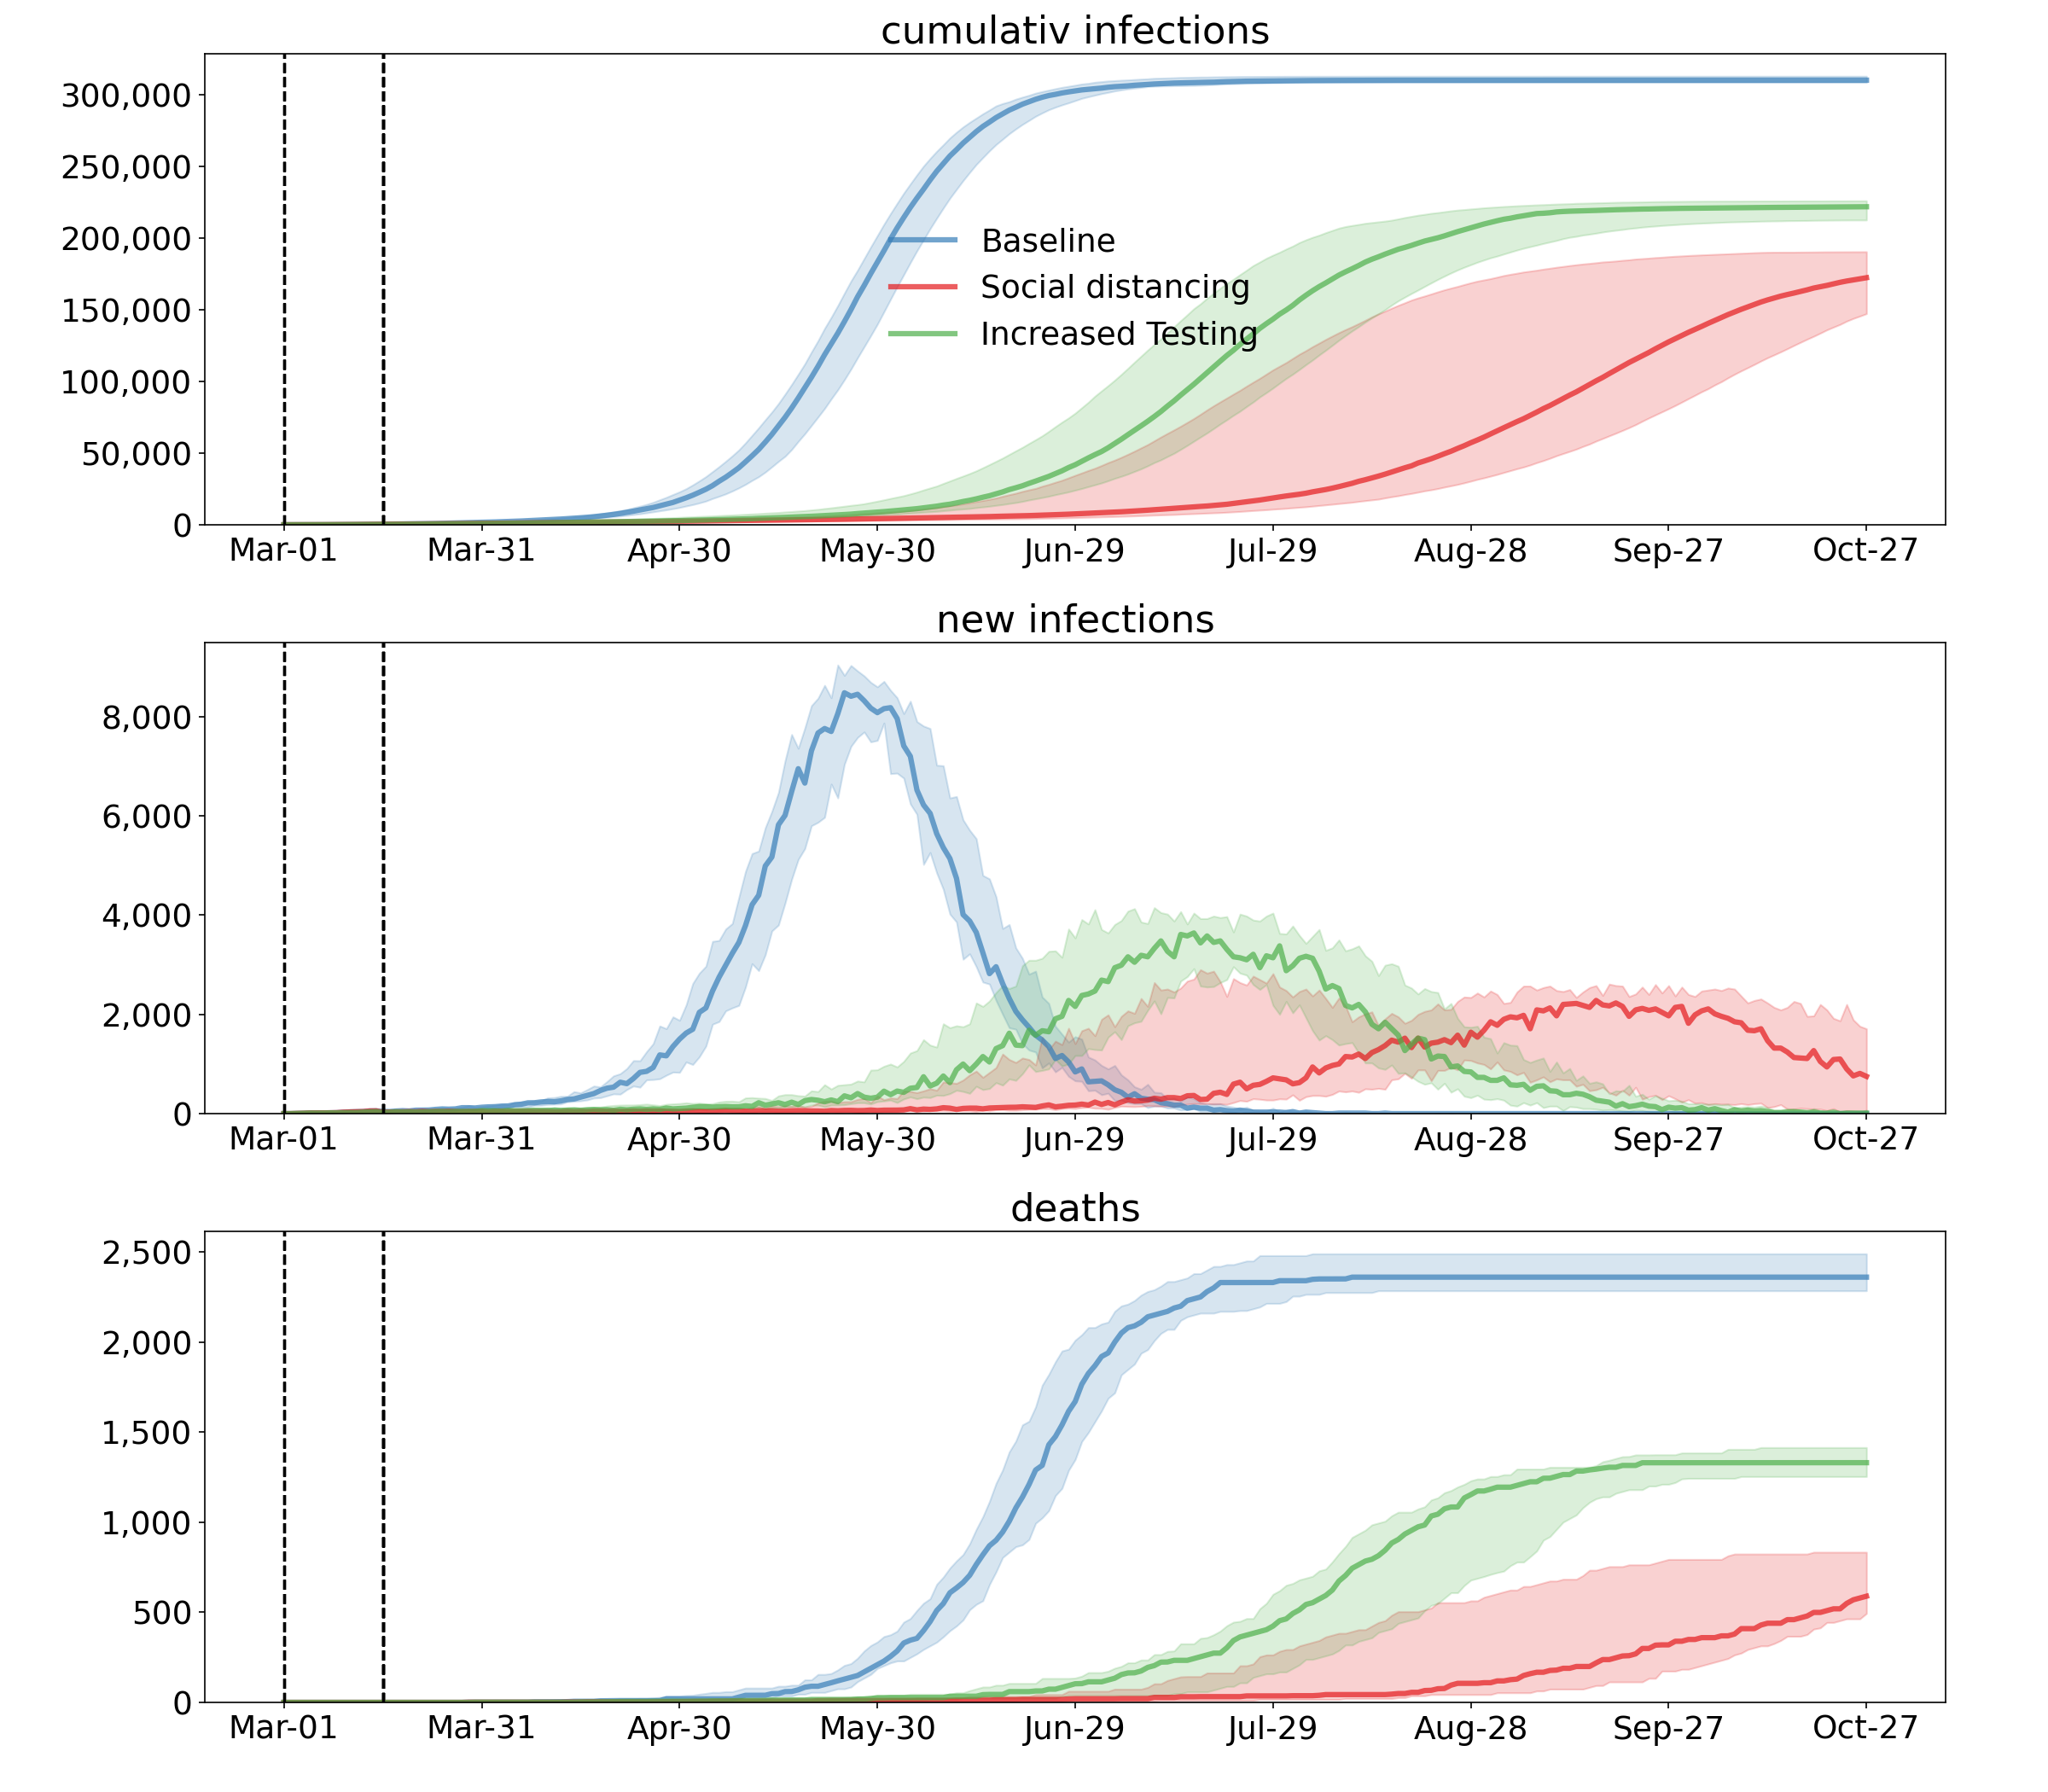 cumulativ infections
300,000
250,000
200,000
150,000
100,000
50,000
0
Baseline
Social distancing
Increased Testing
Mar-01 Mar-31 Apr-30 May-30 Jun-29 Jul-29 Aug-28 Sep-27 Oct-27
new infections
8,000
6,000
4,000
2,000
0
Mar-01 Mar-31 Apr-30 May-30 Jun-29 Jul-29 Aug-28 Sep-27 Oct-27
deaths
2,500
2,000
1,500
1,000
500
0
Mar-01 Mar-31 Apr-30 May-30 Jun-29 Jul-29 Aug-28 Sep-27 Oct-27